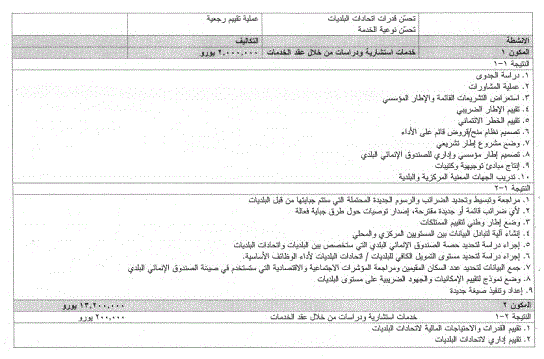 تحسّن قدرات اتحادات البلديات عملية تقييم رجعية
تحسّن نوعية الخدمة
الأنشطة التكاليف
المكون ١ خدمات استشارية ودراسات من خلال عقد الخدمات ٢,٠٠٠,٠٠٠ يورو
النتيجة ١-١
١. دراسة الجدوى
٢. عملية المشاورات
٣. استعراض التشريعات القائمة والإطار المؤسسي
٤. تقييم الإطار الضريبي
٥. تقييم الخطر الائتماني
٦. تصميم نظام منح/قروض قائم على الأداء
٧. وضع مشروع إطار تشريعي
٨. تصميم إطار مؤسسي وإداري للصندوق الإنمائي البلدي
٩. إنتاج مبادئ توجيهية وكتيبات
١٠. تدريب الجهات المعنية المركزية والبلدية
النتيجة ١-٢
١. مراجعة وتبسيط وتحديد الضرائب والرسوم الجديدة المحتملة التي ستتم جبايتها من قبل البلديات
٢. لأي ضرائب قائمة أو جديدة مقترحة، إصدار توصيات حول طرق جباية فعالة
٣. وضع إطار وطني لتقييم الممتلكات
٤. إنشاء آلية لتبادل البيانات بين المستويين المركزي والمحلي
٥. إجراء دراسة لتحديد حصة الصندوق الإنمائي البلدي التي ستخصص بين البلديات واتحادات البلديات
٦. إجراء دراسة لتحديد مستوى التمويل الكافي للبلديات / اتحادات البلديات لأداء الوظائف الأساسية.
٧. جمع البيانات لتحديد عدد السكان المقيمين ومراجعة المؤشرات الاجتماعية والاقتصادية التي ستستخدم في صيغة الصندوق الإنمائي البلدي
٨. وضع نموذج لتقييم الإمكانيات والجهود الضريبية على مستوى البلديات
٩. إعداد وتنفيذ صيغة جديدة
المكون ٢ ١٣,٢٠٠,٠٠٠ يورو
النتيجة ٢-١ خدمات استشارية ودراسات من خلال عقد الخدمات ٢٠٠,٠٠٠ يورو
١. تقييم القدرات والاحتياجات المالية لاتحادات البلديات
٢. تقييم إداري لاتحادات البلديات